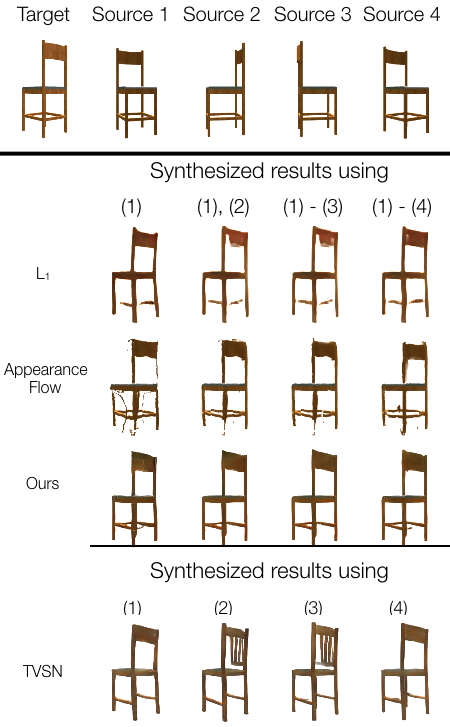 Target Source 1 Source 2 Source 3 Source 4
Synthesized results using
(1) (1), (2) (1) - (3) (1) - (4)
L₁
Appearance
Flow
Ours
Synthesized results using
(1) (2) (3) (4)
TVSN